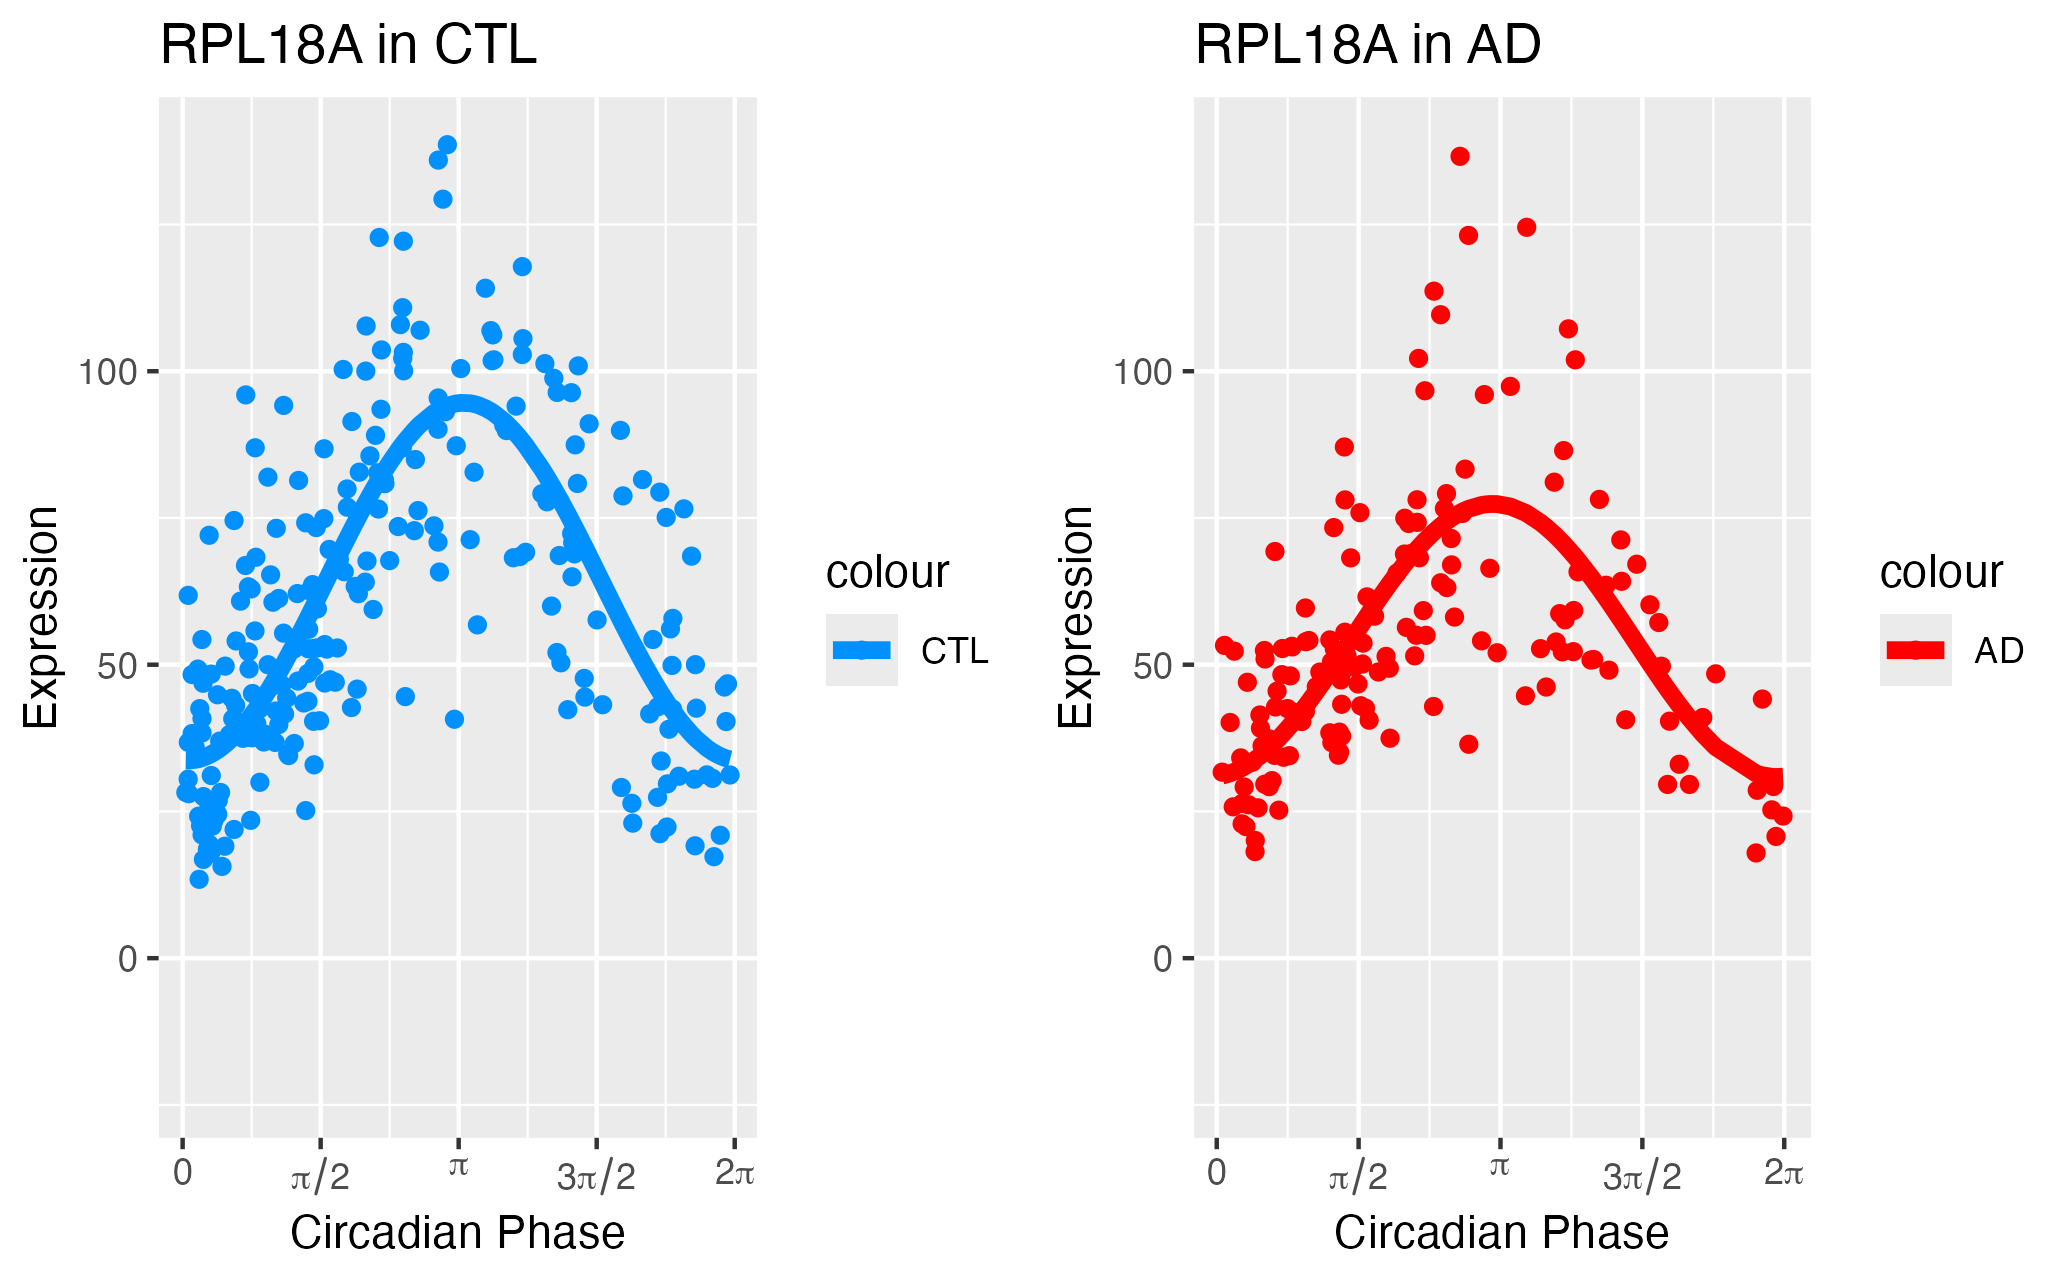 RPL18A in CTL
Expression
100
50
0
0
π/2
π
3π/2
2π
Circadian Phase
colour
CTL
RPL18A in AD
Expression
100
50
0
0
π/2
π
3π/2
2π
Circadian Phase
colour
AD